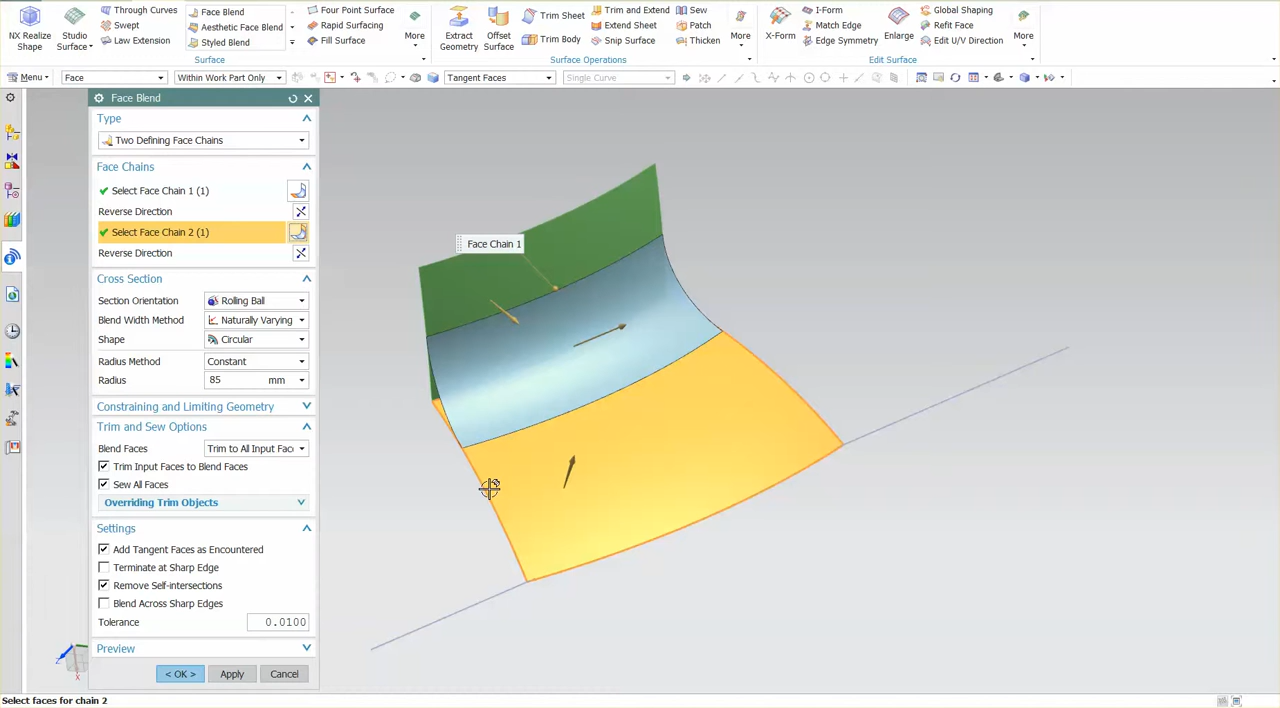 NX Realize Shape
Studio Surface
Through Curves
Swept
Law Extension
Face Blend
Aesthetic Face Blend
Styled Blend
Four Point Surface
Rapid Surfacing
Fill Surface
More
Surface
Extract Geometry
Offset Surface
Trim Sheet
Trim Body
Trim and Extend
Extend Sheet
Snip Surface
Sew
Patch
Thicken
More
Surface Operations
X-Form
I-Form
Match Edge
Edge Symmetry
Enlarge
Global Shaping
Refit Face
Edit U/V Direction
More
Edit Surface
Menu
Face
Within Work Part Only
Tangent Faces
Single Curve
Face Blend
Type
Two Defining Face Chains
Face Chains
Select Face Chain 1 (1)
Reverse Direction
Select Face Chain 2 (1)
Reverse Direction
Cross Section
Section Orientation Rolling Ball
Blend Width Method Naturally Varying
Shape Circular
Radius Method Constant
Radius 85 mm
Constraining and Limiting Geometry
Trim and Sew Options
Blend Faces Trim to All Input Fac
Trim Input Faces to Blend Faces
Sew All Faces
Overriding Trim Objects
Settings
Add Tangent Faces as Encountered
Terminate at Sharp Edge
Remove Self-intersections
Blend Across Sharp Edges
Tolerance 0.0100
Preview
< OK > Apply Cancel
Face Chain 1
Z
X
Select faces for chain 2